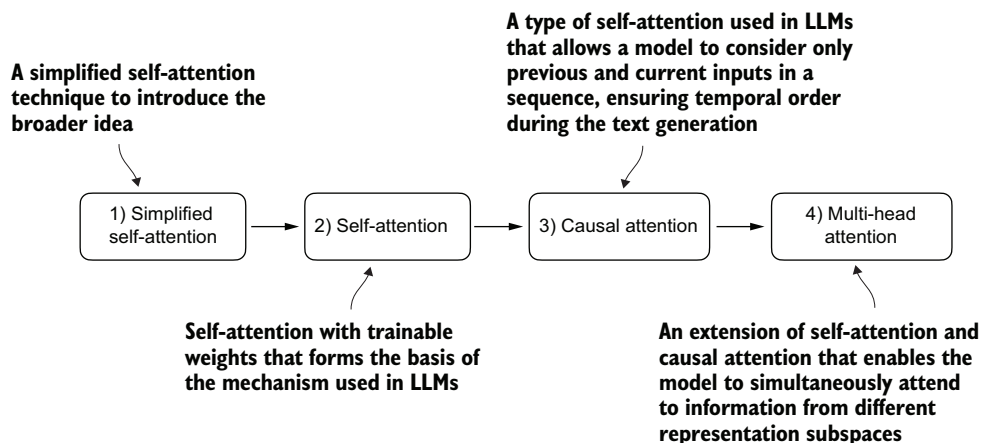 A type of self-attention used in LLMs
that allows a model to consider only
previous and current inputs in a
sequence, ensuring temporal order
during the text generation
A simplified self-attention
technique to introduce the
broader idea
1) Simplified
self-attention
2) Self-attention
3) Causal attention
4) Multi-head
attention
Self-attention with trainable
weights that forms the basis of
the mechanism used in LLMs
An extension of self-attention and
causal attention that enables the
model to simultaneously attend
to information from different
representation subspaces